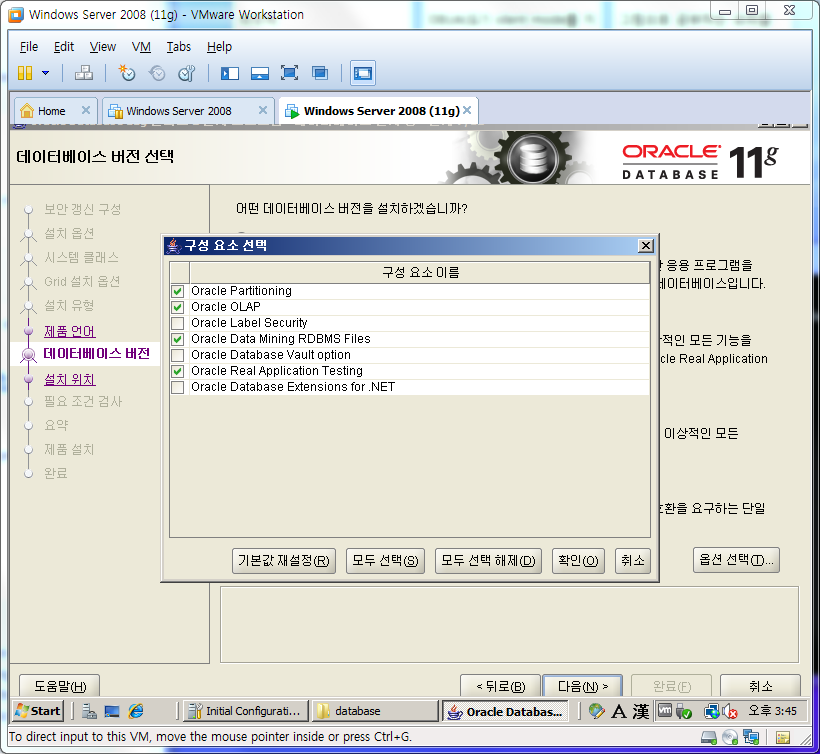 Windows Server 2008 (11g) - VMware Workstation
File Edit View VM Tabs Help
Home
Windows Server 2008
Windows Server 2008 (11g)
데이터베이스 버전 선택
ORACLE
DATABASE 11g
보안 갱신 구성
설치 옵션
시스템 클래스
Grid 설치 옵션
설치 유형
제품 언어
데이터베이스 버전
설치 위치
필요 조건 검사
요약
제품 설치
완료
어떤 데이터베이스 버전을 설치하겠습니까?
응용 프로그램을
데이터베이스입니다.
모든 기능을
Real Application
이상적인 모든
요구하는 단일
구성 요소 선택
구성 요소 이름
Oracle Partitioning
Oracle OLAP
Oracle Label Security
Oracle Data Mining RDBMS Files
Oracle Database Vault option
Oracle Real Application Testing
Oracle Database Extensions for .NET
기본값 재설정(R) 모두 선택(S) 모두 선택 해제(D) 확인(O) 취소
옵션 선택(T)...
도움말(H) < 뒤로(B) 다음(N) > 완료(F) 취소
Start Initial Configurati... database Oracle Databas... A 漢 vm 오후 3:45
To direct input to this VM, move the mouse pointer inside or press Ctrl+G.